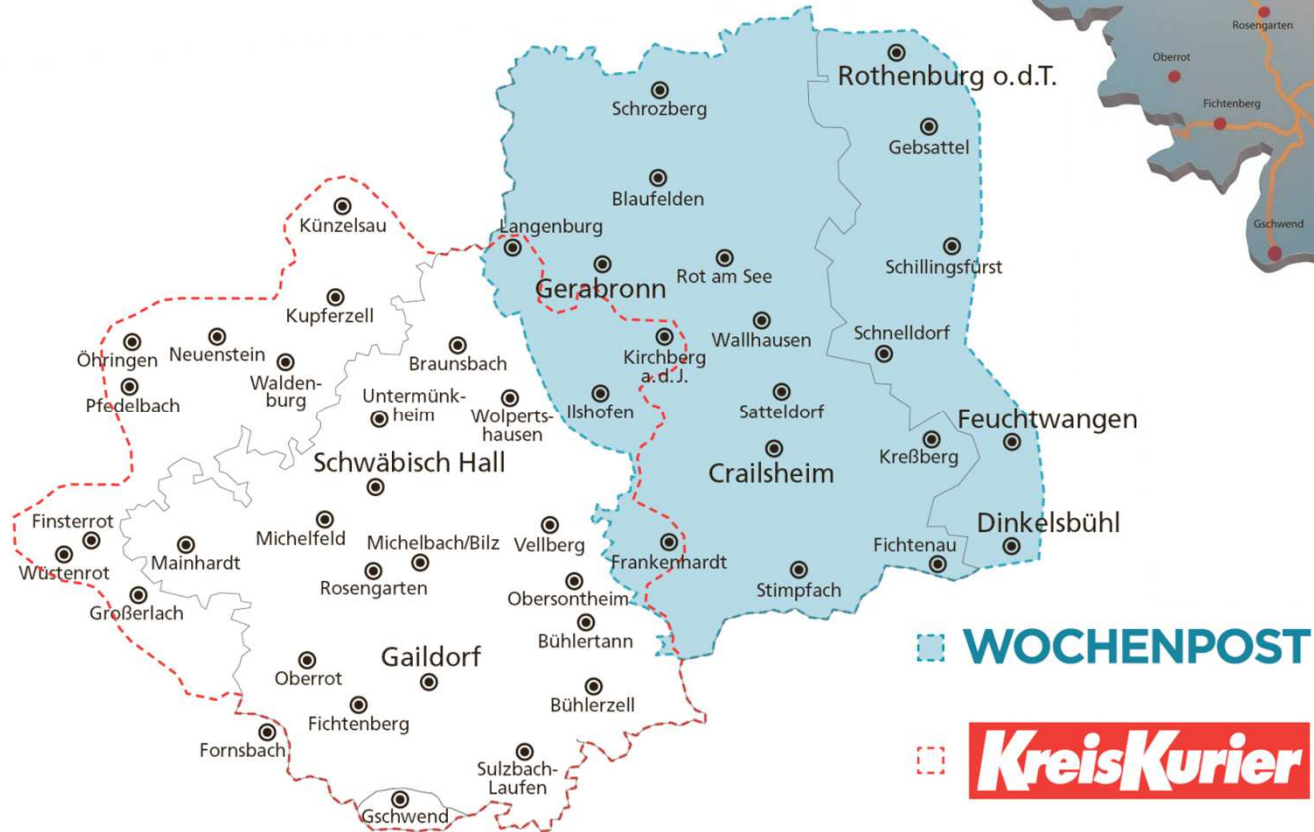 Rosengarten
Oberrot
Fichtenberg
Gschwend
Rothenburg o.d.T.
Schrozberg
Gebsattel
Blaufelden
Künzelsau
Langenburg
Schillingsfürst
Rot am See
Gerabronn
Kupferzell
Wallhausen
Schnelldorf
Öhringen
Neuenstein
Braunsbach
Kirchberg
a.d.J.
Pfedelbach
Walden-
burg
Untermünk-
heim
Wolperts-
hausen
Ilshofen
Satteldorf
Feuchtwangen
Kreßberg
Schwäbisch Hall
Crailsheim
Finsterrot
Wüstenrot
Mainhardt
Michelfeld
Michelbach/Bilz
Vellberg
Dinkelsbühl
Frankenhardt
Fichtenau
Rosengarten
Stimpfach
Großerlach
Obersontheim
Bühlertann
WOCHENPOST
Gaildorf
Oberrot
Bühlerzell
Fichtenberg
Fornsbach
KreisKurier
Sulzbach-
Laufen
Gschwend